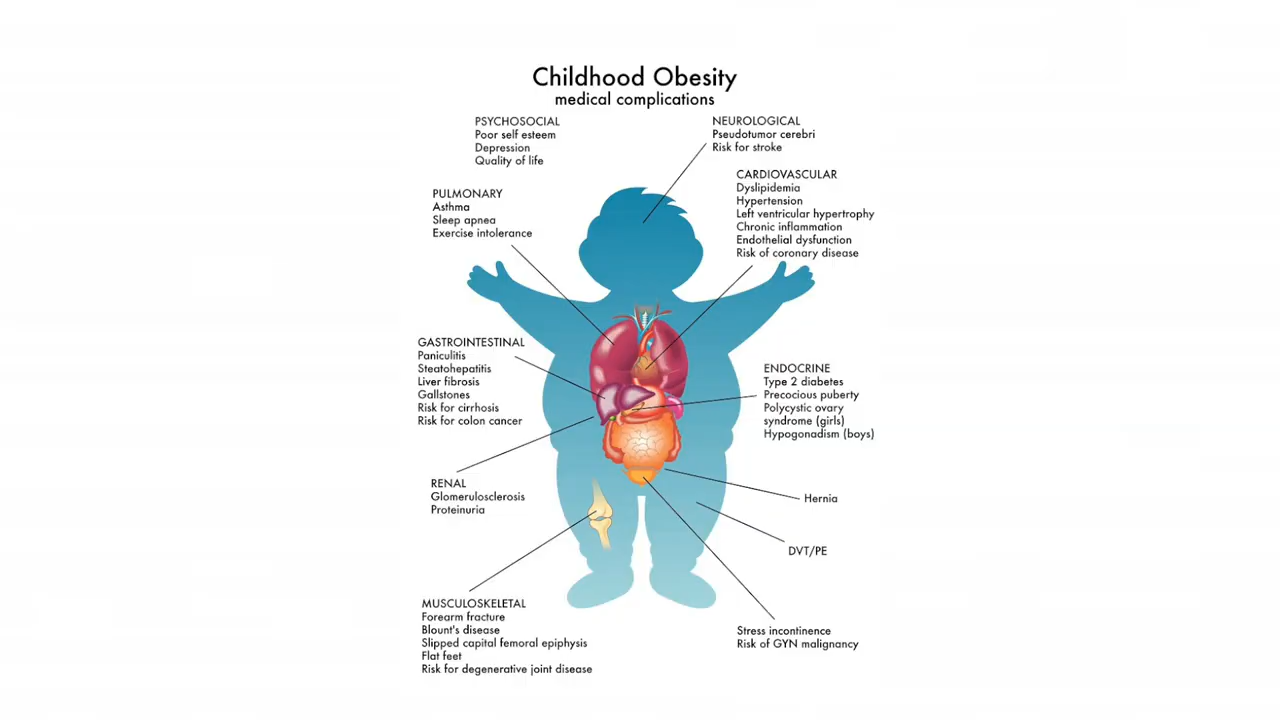 Childhood Obesity
medical complications
PSYCHOSOCIAL
Poor self esteem
Depression
Quality of life
NEUROLOGICAL
Pseudotumor cerebri
Risk for stroke
PULMONARY
Asthma
Sleep apnea
Exercise intolerance
CARDIOVASCULAR
Dyslipidemia
Hypertension
Left ventricular hypertrophy
Chronic inflammation
Endothelial dysfunction
Risk of coronary disease
GASTROINTESTINAL
Paniculitis
Steatohepatitis
Liver fibrosis
Gallstones
Risk for cirrhosis
Risk for colon cancer
ENDOCRINE
Type 2 diabetes
Precocious puberty
Polycystic ovary
syndrome (girls)
Hypogonadism (boys)
RENAL
Glomerulosclerosis
Proteinuria
Hernia
DVT/PE
MUSCULOSKELETAL
Forearm fracture
Blount's disease
Slipped capital femoral epiphysis
Flat feet
Risk for degenerative joint disease
Stress incontinence
Risk of GYN malignancy